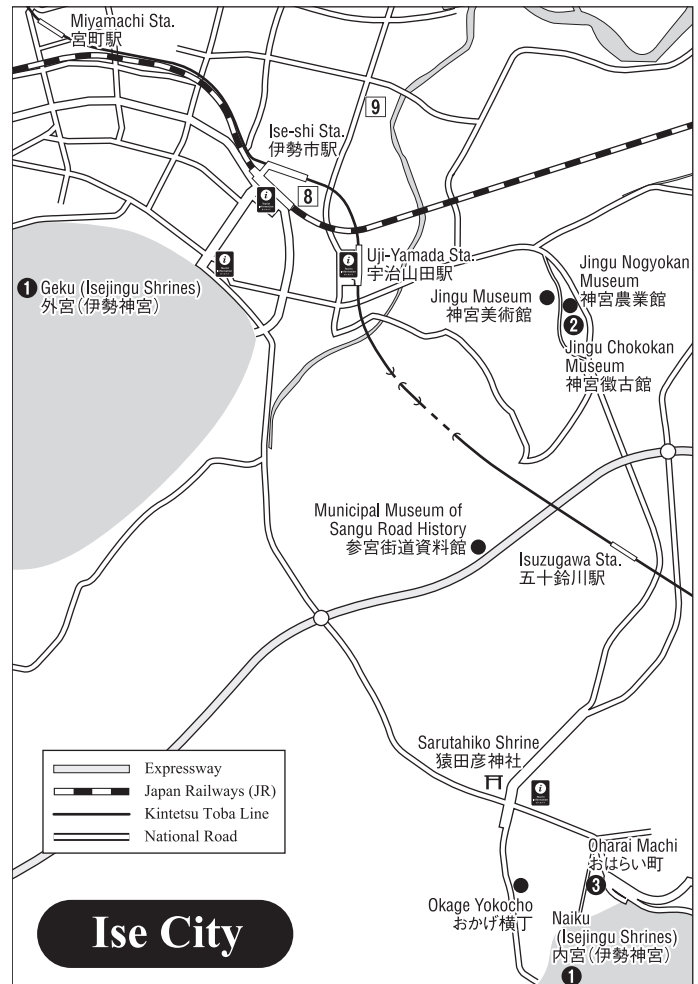 Miyamachi Sta.
宮町駅
9
Ise-shi Sta.
伊勢市駅
8
Uji-Yamada Sta.
宇治山田駅
1 Geku (Isejingu Shrines)
外宮(伊勢神宮)
Jingu Nogyokan
Museum
神宮農業館
Jingu Museum
神宮美術館
2
Jingu Chokokan
Museum
神宮徴古館
Municipal Museum of
Sangu Road History
参宮街道資料館
Isuzugawa Sta.
五十鈴川駅
Sarutahiko Shrine
猿田彦神社
Expressway
Japan Railways (JR)
Kintetsu Toba Line
National Road
Oharai Machi
おはらい町
3
Okage Yokocho
おかげ横丁
Naiku
(Isejingu Shrines)
内宮(伊勢神宮)
1
Ise City